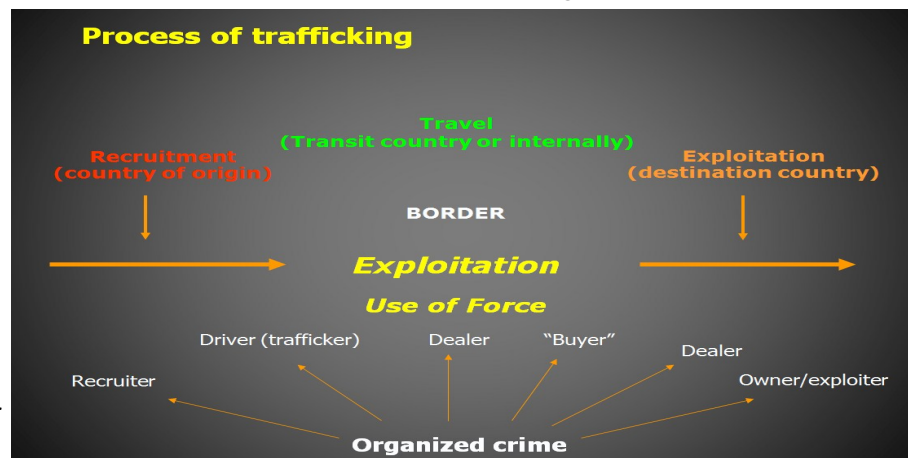 Process of trafficking
Travel
(Transit country or internally)
Recruitment
(country of origin)
Exploitation
(destination country)
BORDER
Exploitation
Use of Force
Driver (trafficker)
Dealer
“Buyer”
Dealer
Recruiter
Owner/exploiter
Organized crime